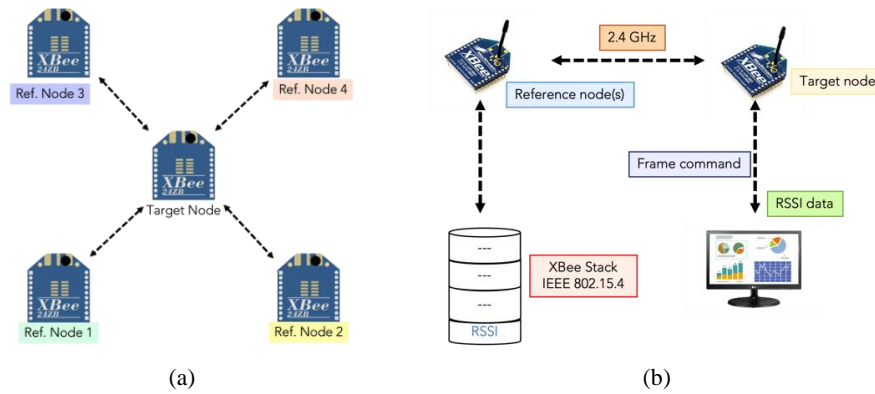 XBee
24ZB
Ref. Node 3
XBee
24ZB
Ref. Node 4
XBee
24ZB
Target Node
XBee
24ZB
Ref. Node 1
XBee
24ZB
Ref. Node 2
(a)
2.4 GHz
XBee
Reference node(s)
XBee
Target node
Frame command
RSSI data
---
---
---
RSSI
XBee Stack
IEEE 802.15.4
(b)